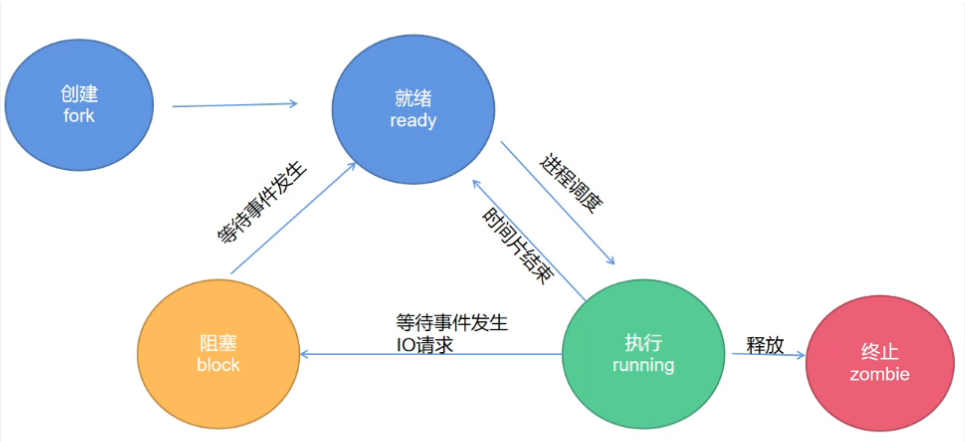 创建
fork
就绪
ready
等待事件发生
进程调度
时间片结束
等待事件发生
IO请求
阻塞
block
执行
running
释放
终止
zombie